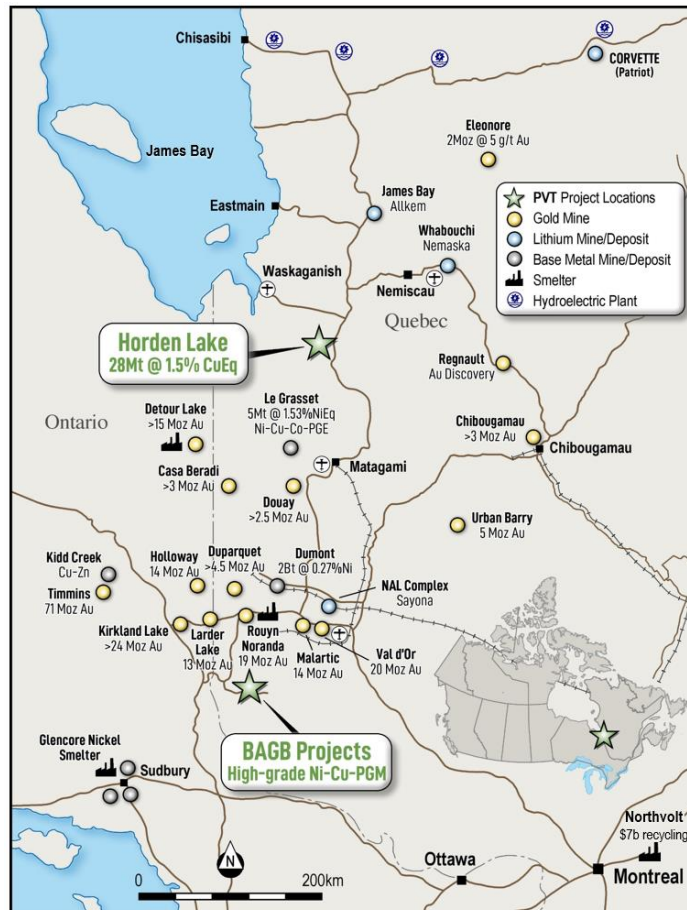 Chisasibi
CORVETTE
(Patriot)
Eleonore
2Moz @ 5 g/t Au
James Bay
PVT Project Locations
Gold Mine
Lithium Mine/Deposit
Base Metal Mine/Deposit
Smelter
Hydroelectric Plant
James Bay
Allkem
Eastmain
Whabouchi
Nemaska
Waskaganish
Nemiscau
Quebec
Horden Lake
28Mt @ 1.5% CuEq
Regnault
Au Discovery
Ontario
Detour Lake
>15 Moz Au
Le Grasset
5Mt @ 1.53%NiEq
Ni-Cu-Co-PGE
Chibougamau
>3 Moz Au
Chibougamau
Matagami
Casa Beradi
>3 Moz Au
Douay
>2.5 Moz Au
Urban Barry
5 Moz Au
Kidd Creek
Cu-Zn
Timmins
71 Moz Au
Holloway
14 Moz Au
Duparquet
>4.5 Moz Au
Dumont
2Bt @ 0.27%Ni
NAL Complex
Sayona
Kirkland Lake
>24 Moz Au
Larder
Lake
13 Moz Au
Rouyn
Noranda
19 Moz Au
Malartic
14 Moz Au
Val d'Or
20 Moz Au
BAGB Projects
High-grade Ni-Cu-PGM
Glencore Nickel
Smelter
Sudbury
Northvolt
$7b recycling
N
0 200km
Ottawa
Montreal